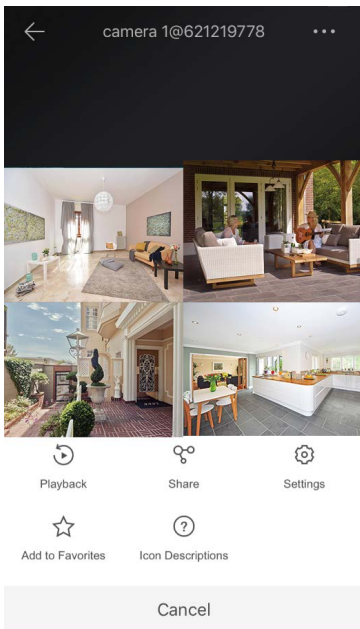 camera 1@621219778
Playback
Share
Settings
Add to Favorites
Icon Descriptions
Cancel